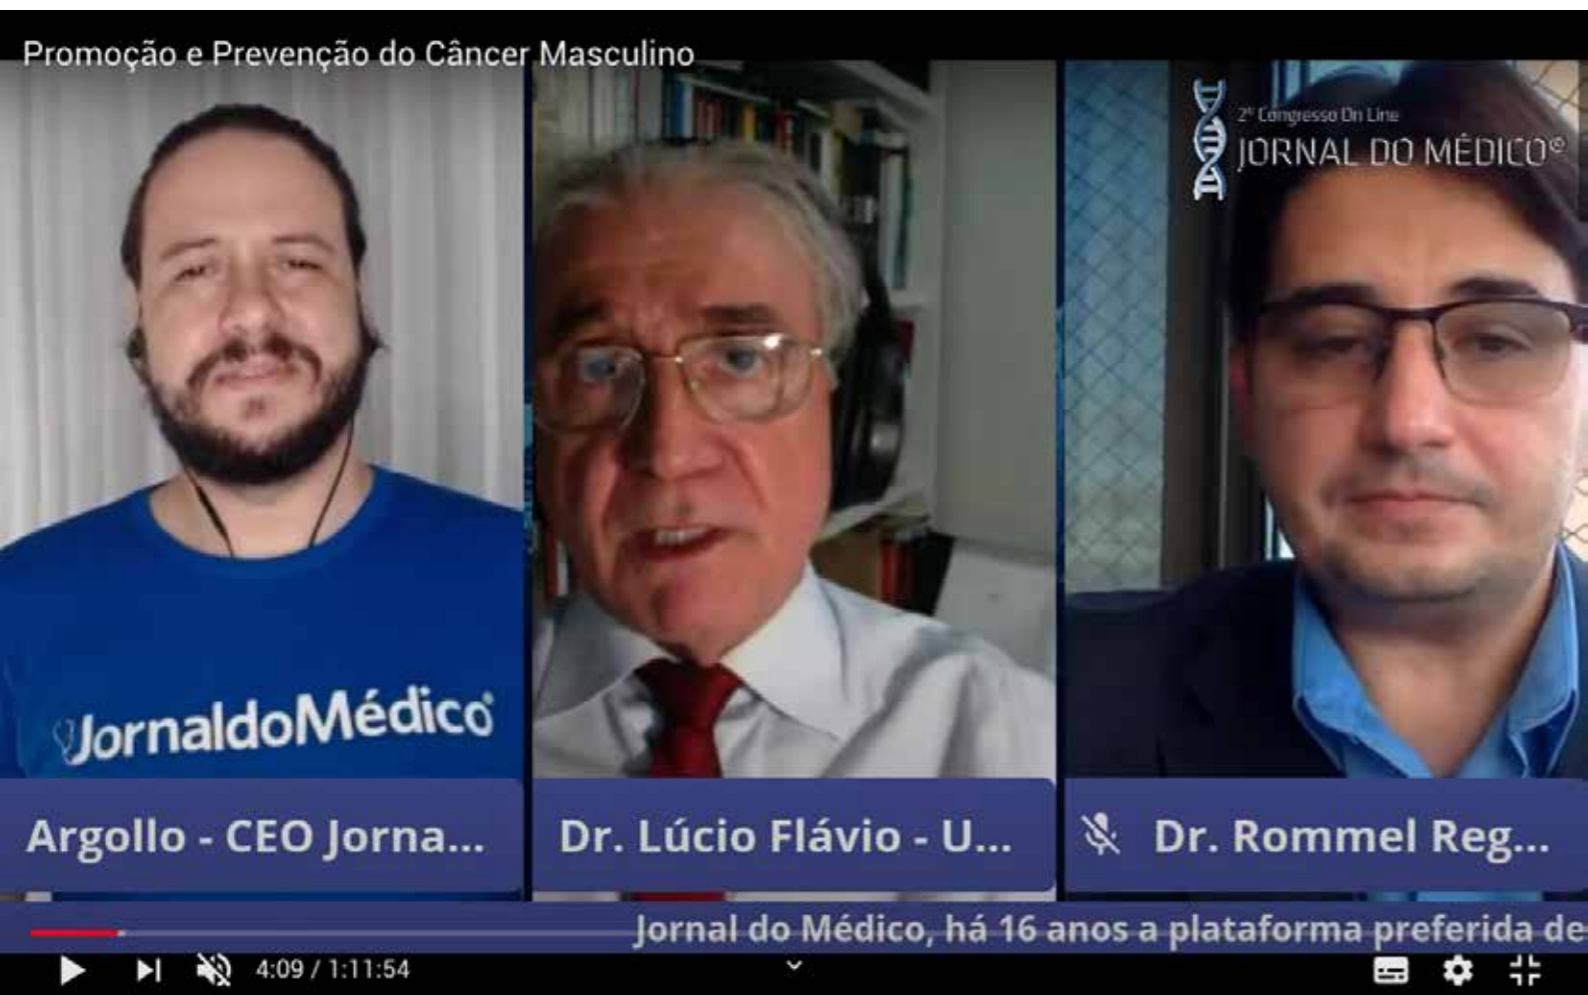 Promoção e Prevenção do Câncer Masculino
2º Congresso On Line
JORNAL DO MÉDICO®
JornaldoMédico®
Argollo - CEO Jorna...
Dr. Lúcio Flávio - U...
Dr. Rommel Reg...
Jornal do Médico, há 16 anos a plataforma preferida de
4:09 / 1:11:54